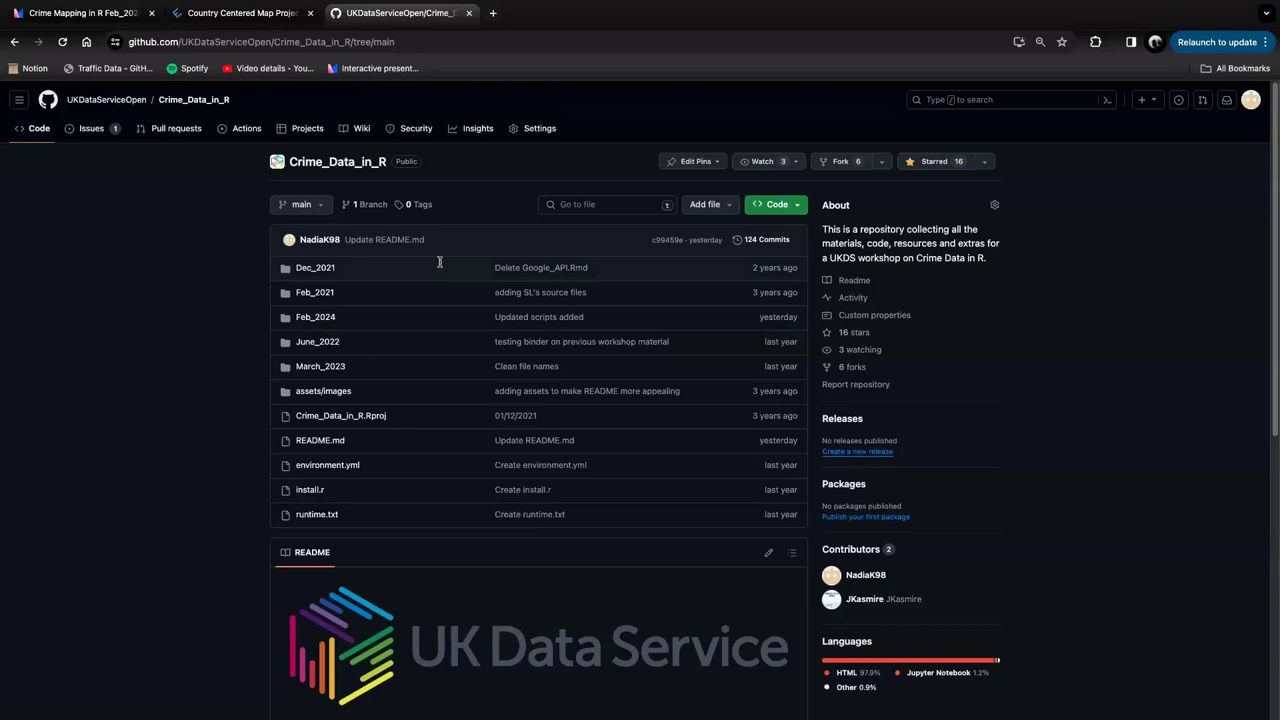 Crime Mapping in R Feb_202
Country Centered Map Proje
UKDataServiceOpen/Crime_D
github.com/UKDataServiceOpen/Crime_Data_in_R/tree/main
Relaunch to update
Notion
Traffic Data - GitH...
Spotify
Video details - You...
Interactive present...
All Bookmarks
UKDataServiceOpen / Crime_Data_in_R
Type / to search
Code
Issues 1
Pull requests
Actions
Projects
Wiki
Security
Insights
Settings
Crime_Data_in_R Public
Edit Pins
Watch 3
Fork 6
Starred 16
main
1 Branch
0 Tags
Go to file t
Add file
Code
NadiaK98 Update README.md c99459e · yesterday 124 Commits
Dec_2021 Delete Google_API.Rmd 2 years ago
Feb_2021 adding SL's source files 3 years ago
Feb_2024 Updated scripts added yesterday
June_2022 testing binder on previous workshop material last year
March_2023 Clean file names last year
assets/images adding assets to make README more appealing 3 years ago
Crime_Data_in_R.Rproj 01/12/2021 3 years ago
README.md Update README.md yesterday
environment.yml Create environment.yml last year
install.r Create install.r last year
runtime.txt Create runtime.txt last year
README
UK Data Service
About
This is a repository collecting all the
materials, code, resources and extras for
a UKDS workshop on Crime Data in R.
Readme
Activity
Custom properties
16 stars
3 watching
6 forks
Report repository
Releases
No releases published
Create a new release
Packages
No packages published
Publish your first package
Contributors 2
NadiaK98
JKasmire JKasmire
Languages
HTML 97.9%
Jupyter Notebook 1.2%
Other 0.9%